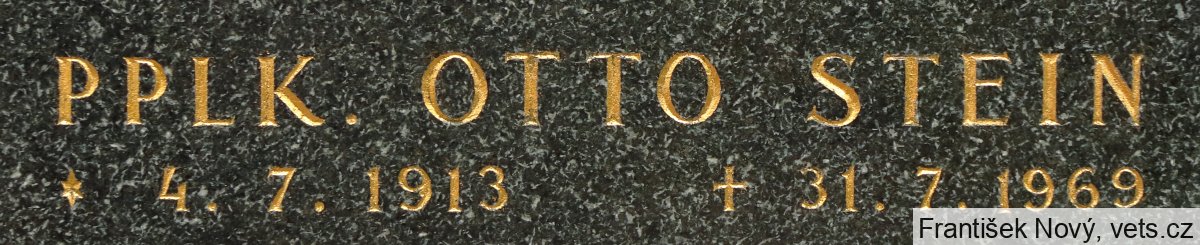 PPLK. OTTO STEIN
* 4. 7. 1913 † 31. 7. 1969
František Nový, vets.cz